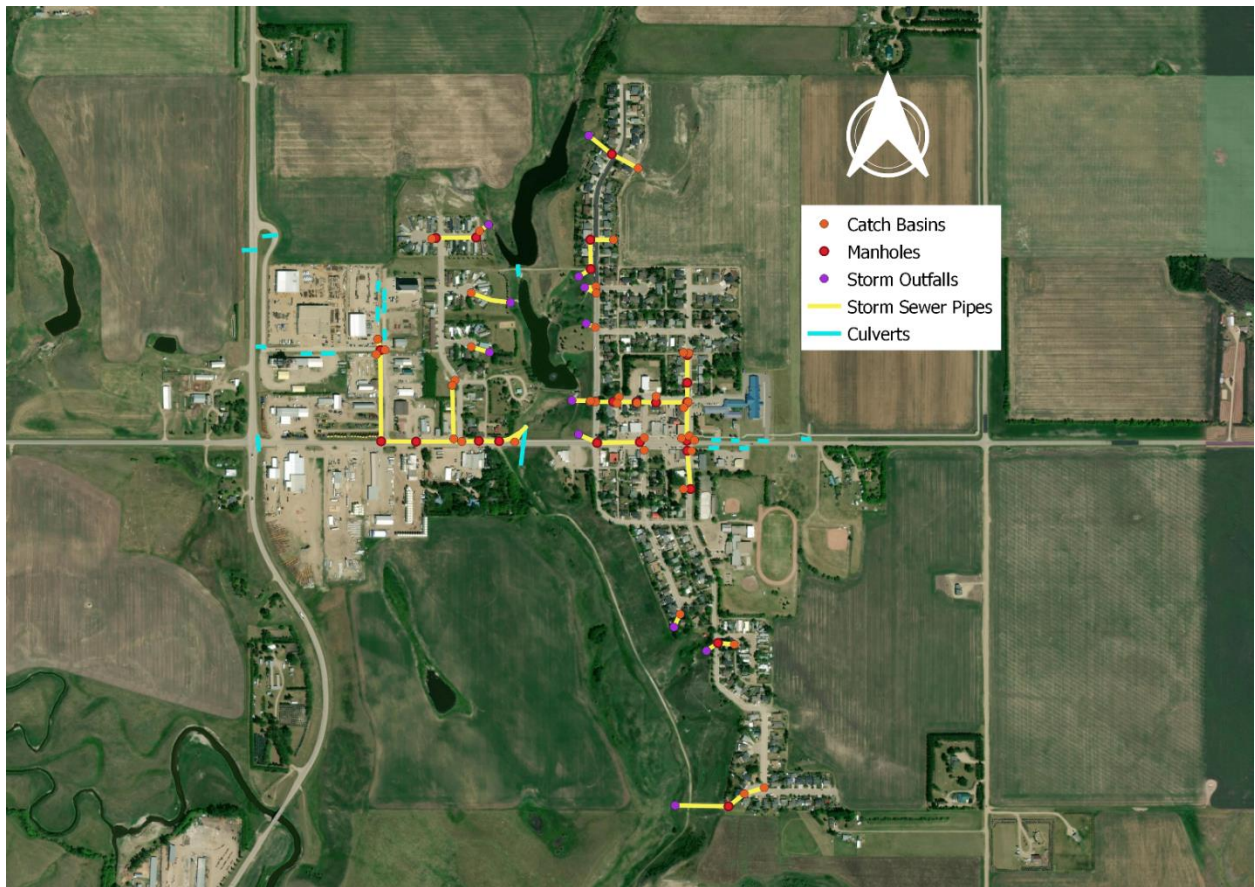 Catch Basins
Manholes
Storm Outfalls
Storm Sewer Pipes
Culverts